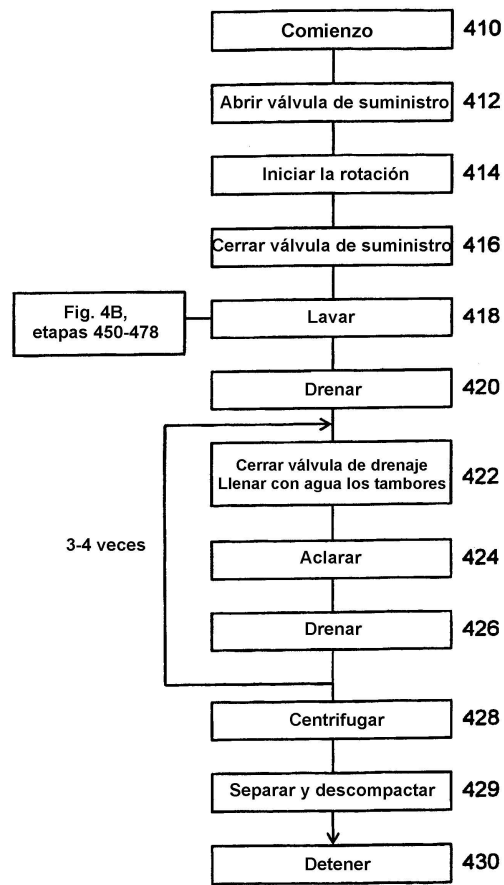 Comienzo 410
Abrir válvula de suministro 412
Iniciar la rotación 414
Cerrar válvula de suministro 416
Fig. 4B,
etapas 450-478
Lavar 418
Drenar 420
Cerrar válvula de drenaje
Llenar con agua los tambores 422
3-4 veces
Aclarar 424
Drenar 426
Centrifugar 428
Separar y descompactar 429
Detener 430